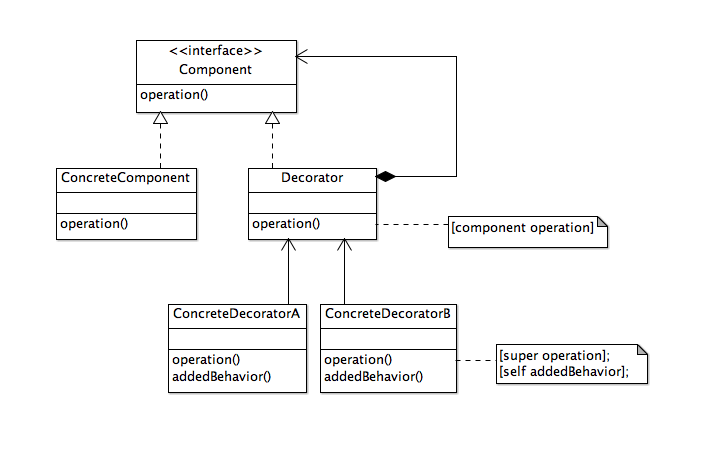 <<interface>>
Component
operation()
ConcreteComponent
operation()
Decorator
operation()
[component operation]
ConcreteDecoratorA
operation()
addedBehavior()
ConcreteDecoratorB
operation()
addedBehavior()
[super operation];
[self addedBehavior];